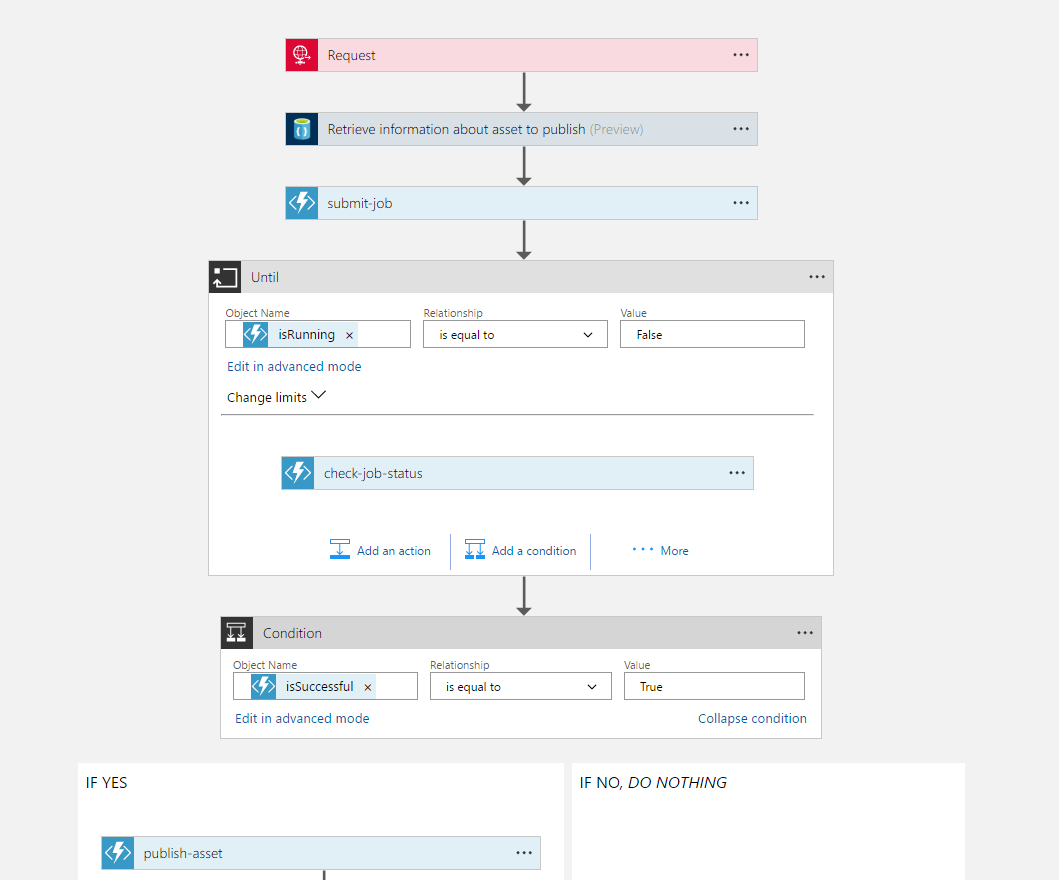 Request
Retrieve information about asset to publish (Preview)
submit-job
Until
Object Name Relationship Value
isRunning × is equal to False
Edit in advanced mode
Change limits
check-job-status
Add an action Add a condition More
Condition
Object Name Relationship Value
isSuccessful × is equal to True
Edit in advanced mode Collapse condition
IF YES IF NO, DO NOTHING
publish-asset